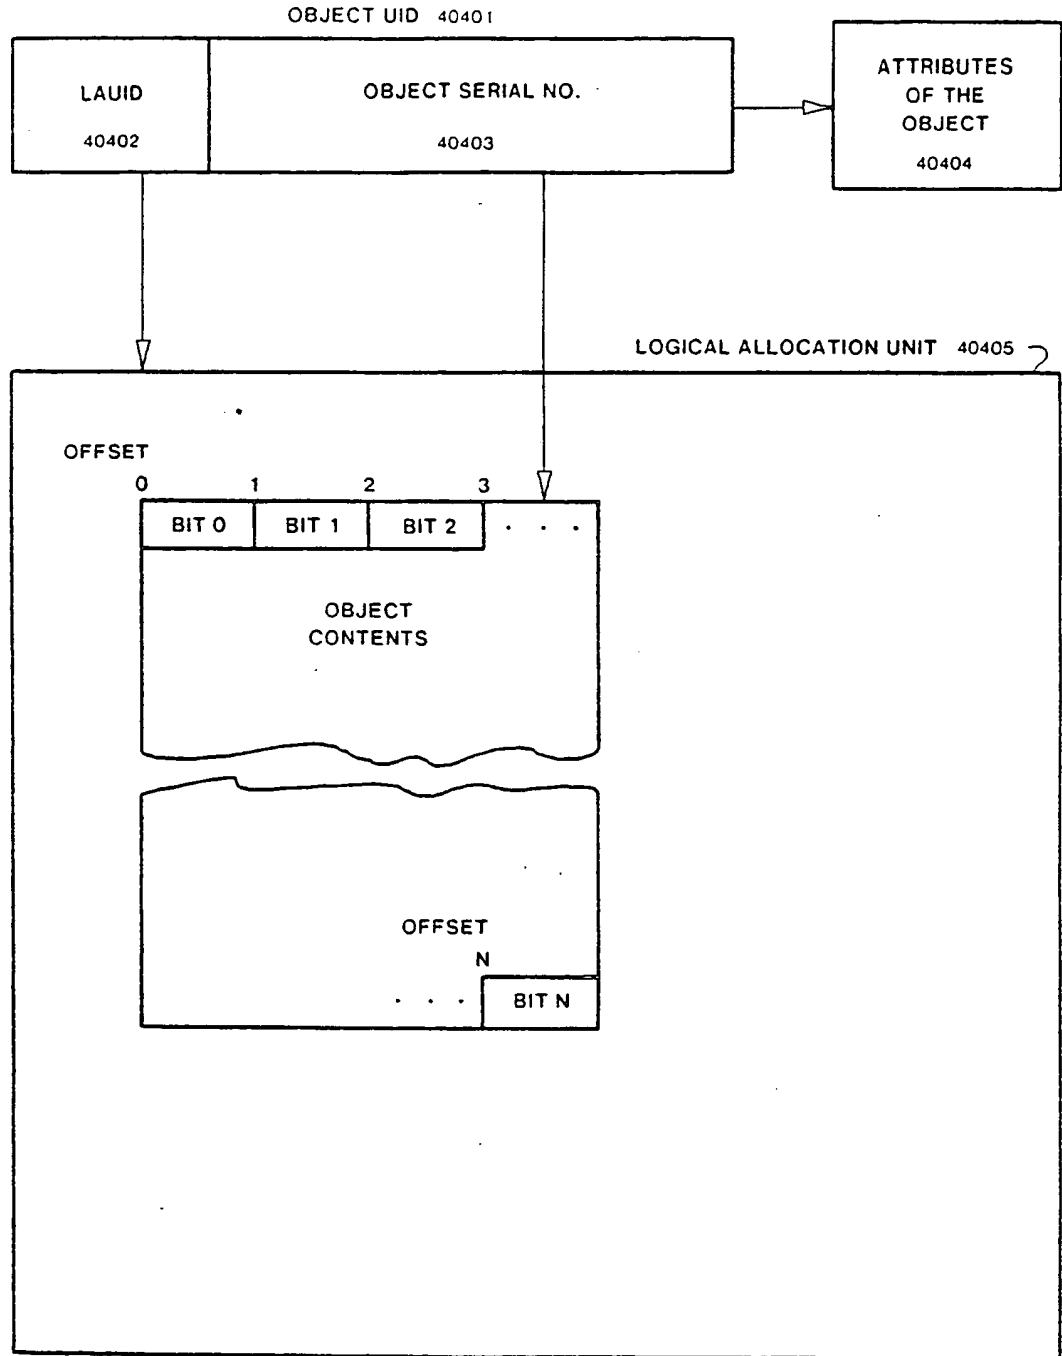 OBJECT UID 40401
LAUID
40402
OBJECT SERIAL NO.
40403
ATTRIBUTES
OF THE
OBJECT
40404
LOGICAL ALLOCATION UNIT 40405
OFFSET
0 1 2 3
BIT 0 BIT 1 BIT 2 . . .
OBJECT
CONTENTS
OFFSET
N
. . . BIT N